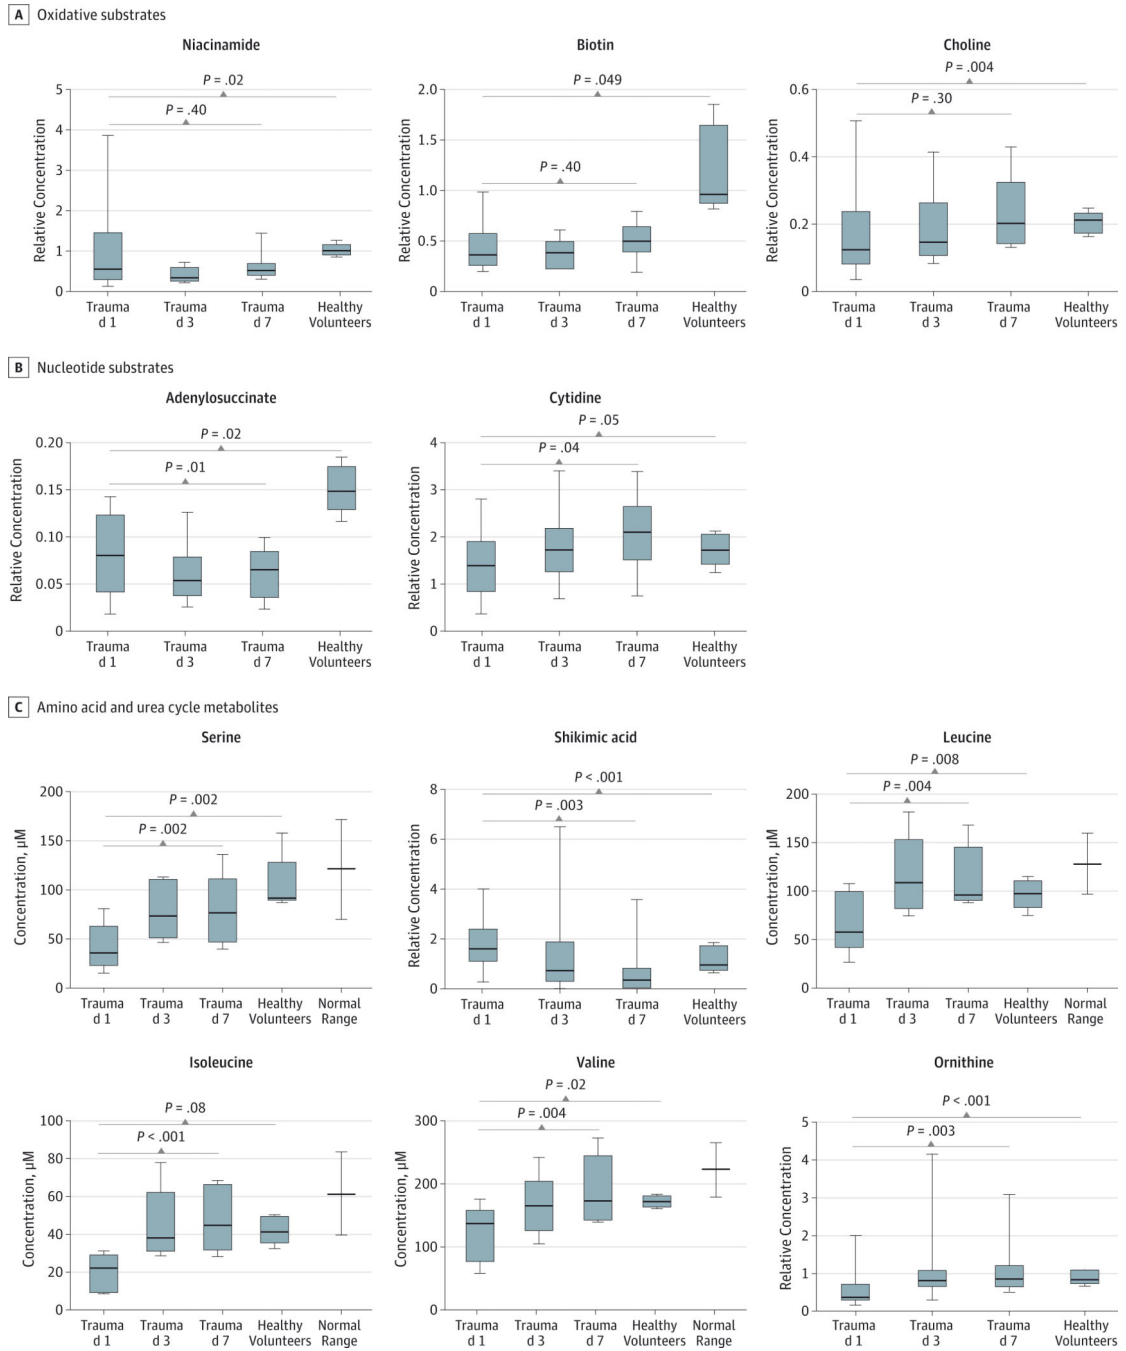 A Oxidative substrates
Niacinamide
P = .02
P = .40
5
4
3
2
1
0
Relative Concentration
Trauma d 1
Trauma d 3
Trauma d 7
Healthy Volunteers
Biotin
P = .049
P = .40
2.0
1.5
1.0
0.5
0
Relative Concentration
Trauma d 1
Trauma d 3
Trauma d 7
Healthy Volunteers
Choline
P = .004
P = .30
0.6
0.4
0.2
0
Relative Concentration
Trauma d 1
Trauma d 3
Trauma d 7
Healthy Volunteers
B Nucleotide substrates
Adenylosuccinate
P = .02
P = .01
0.20
0.15
0.10
0.05
0
Relative Concentration
Trauma d 1
Trauma d 3
Trauma d 7
Healthy Volunteers
Cytidine
P = .05
P = .04
4
3
2
1
0
Relative Concentration
Trauma d 1
Trauma d 3
Trauma d 7
Healthy Volunteers
C Amino acid and urea cycle metabolites
Serine
P = .002
P = .002
200
150
100
50
0
Concentration, µM
Trauma d 1
Trauma d 3
Trauma d 7
Healthy Volunteers
Normal Range
Shikimic acid
P < .001
P = .003
8
6
4
2
0
Relative Concentration
Trauma d 1
Trauma d 3
Trauma d 7
Healthy Volunteers
Leucine
P = .008
P = .004
200
150
100
50
0
Concentration, µM
Trauma d 1
Trauma d 3
Trauma d 7
Healthy Volunteers
Normal Range
Isoleucine
P = .08
P < .001
100
80
60
40
20
0
Concentration, µM
Trauma d 1
Trauma d 3
Trauma d 7
Healthy Volunteers
Normal Range
Valine
P = .02
P = .004
300
200
100
0
Concentration, µM
Trauma d 1
Trauma d 3
Trauma d 7
Healthy Volunteers
Normal Range
Ornithine
P < .001
P = .003
5
4
3
2
1
0
Relative Concentration
Trauma d 1
Trauma d 3
Trauma d 7
Healthy Volunteers